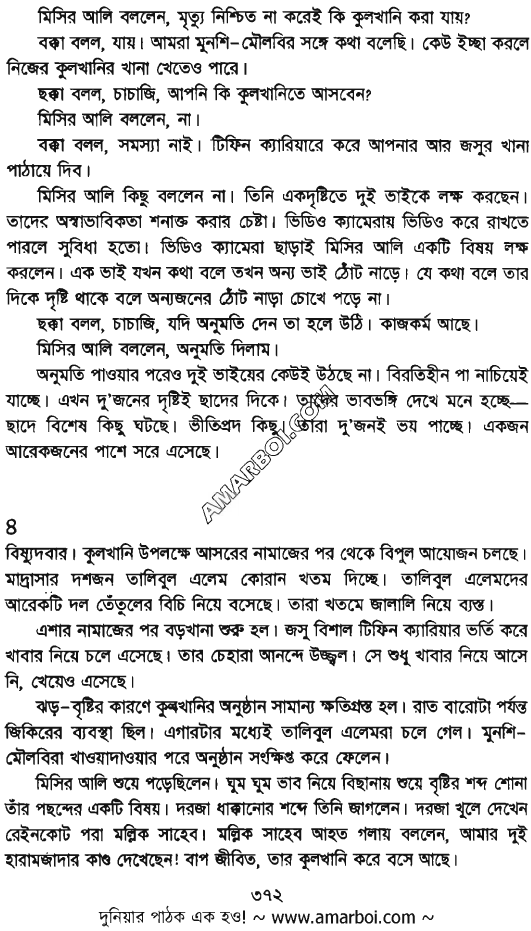 মিসির আলি বললেন, মৃত্যু নিশ্চিত না করেই কি কুলখানি করা যায়?
বক্কা বলল, যায়। আমরা মুনশি–মৌলবির সঙ্গে কথা বলেছি। কেউ ইচ্ছা করলে
নিজের কুলখানির খানা খেতেও পারে।
ছক্কা বলল, চাচাজি, আপনি কি কুলখানিতে আসবেন?
মিসির আলি বললেন, না।
বক্কা বলল, সমস্যা নাই। টিফিন ক্যারিয়ারে করে আপনার আর জসুর খানা
পাঠায়ে দিব।
মিসির আলি কিছু বললেন না। তিনি একদৃষ্টিতে দুই ভাইকে লক্ষ করছেন।
তাদের অস্বাভাবিকতা শনাক্ত করার চেষ্টা। ভিডিও ক্যামেরায় ভিডিও করে রাখতে
পারলে সুবিধা হতো। ভিডিও ক্যামেরা ছাড়াই মিসির আলি একটি বিষয় লক্ষ
করলেন। এক ভাই যখন কথা বলে তখন অন্য ভাই ঠোঁট নাড়ে। যে কথা বলে তার
দিকে দৃষ্টি থাকে বলে অন্যজনের ঠোঁট নাড়া চোখে পড়ে না।
ছক্কা বলল, চাচাজি, যদি অনুমতি দেন তা হলে উঠি। কাজকর্ম আছে।
মিসির আলি বললেন, অনুমতি দিলাম।
অনুমতি পাওয়ার পরেও দুই ভাইয়ের কেউই উঠছে না। বিরতিহীন পা নাচিয়েই
যাচ্ছে। এখন দু'জনের দৃষ্টিই ছাদের দিকে। তাদের ভাবভঙ্গি দেখে মনে হচ্ছে—
ছাদে বিশেষ কিছু ঘটছে। ভীতিপ্রদ কিছু। তারা দু'জনই ভয় পাচ্ছে। একজন
আরেকজনের পাশে সরে এসেছে।
AMARBOI.COM
৪
বিষ্যুদবার। কুলখানি উপলক্ষে আসরের নামাজের পর থেকে বিপুল আয়োজন চলছে।
মাদ্রাসার দশজন তালিবুল এলেম কোরান খতম দিচ্ছে। তালিবুল এলেমদের
আরেকটি দল তেঁতুলের বিচি নিয়ে বসেছে। তারা খতমে জালালি নিয়ে ব্যস্ত।
এশার নামাজের পর বড়খানা শুরু হল। জসু বিশাল টিফিন ক্যারিয়ার ভর্তি করে
খাবার নিয়ে চলে এসেছে। তার চেহারা আনন্দে উজ্জ্বল। সে শুধু খাবার নিয়ে আসে
নি, খেয়েও এসেছে।
ঝড়–বৃষ্টির কারণে কুলখানির অনুষ্ঠান সামান্য ক্ষতিগ্রস্ত হল। রাত বারোটা পর্যন্ত
জিকিরের ব্যবস্থা ছিল। এগারটার মধ্যেই তালিবুল এলেমরা চলে গেল। মুনশি–
মৌলবিরা খাওয়াদাওয়ার পরে অনুষ্ঠান সংক্ষিপ্ত করে ফেলেন।
মিসির আলি শুয়ে পড়েছিলেন। ঘুম ঘুম ভাব নিয়ে বিছানায় শুয়ে বৃষ্টির শব্দ শোনা
তাঁর পছন্দের একটি বিষয়। দরজা ধাক্কানোর শব্দে তিনি জাগলেন। দরজা খুলে দেখেন
রেইনকোট পরা মল্লিক সাহেব। মল্লিক সাহেব আহত গলায় বললেন, আমার দুই
হারামজাদার কাণ্ড দেখেছেন! বাপ জীবিত, তার কুলখানি করে বসে আছে।
৩৭২
দুনিয়ার পাঠক এক হও! ~ www.amarboi.com ~